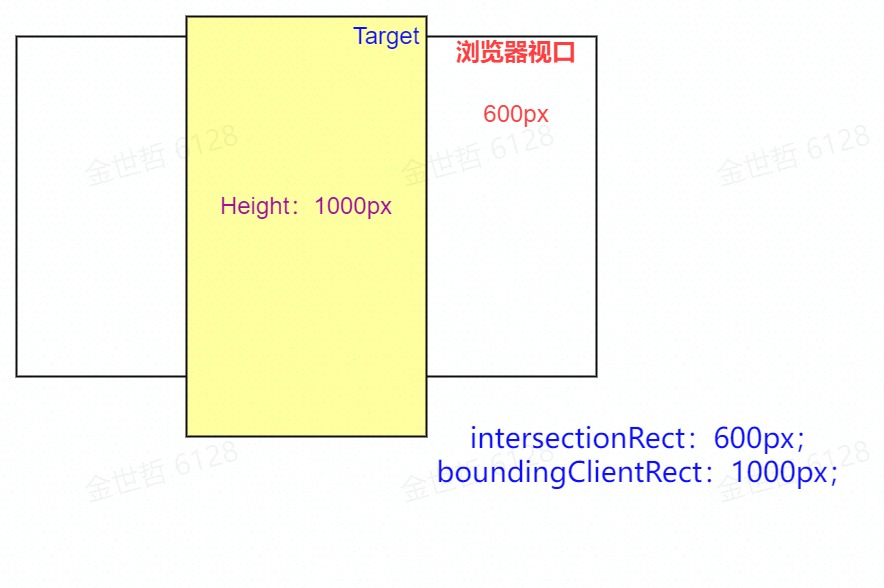 Target
浏览器视口
600px
金世哲 6128
金世哲 6128
金世哲 6128
Height：1000px
intersectionRect：600px；
boundingClientRect：1000px；
金世哲 6128
金世哲 6128
金世哲 6128